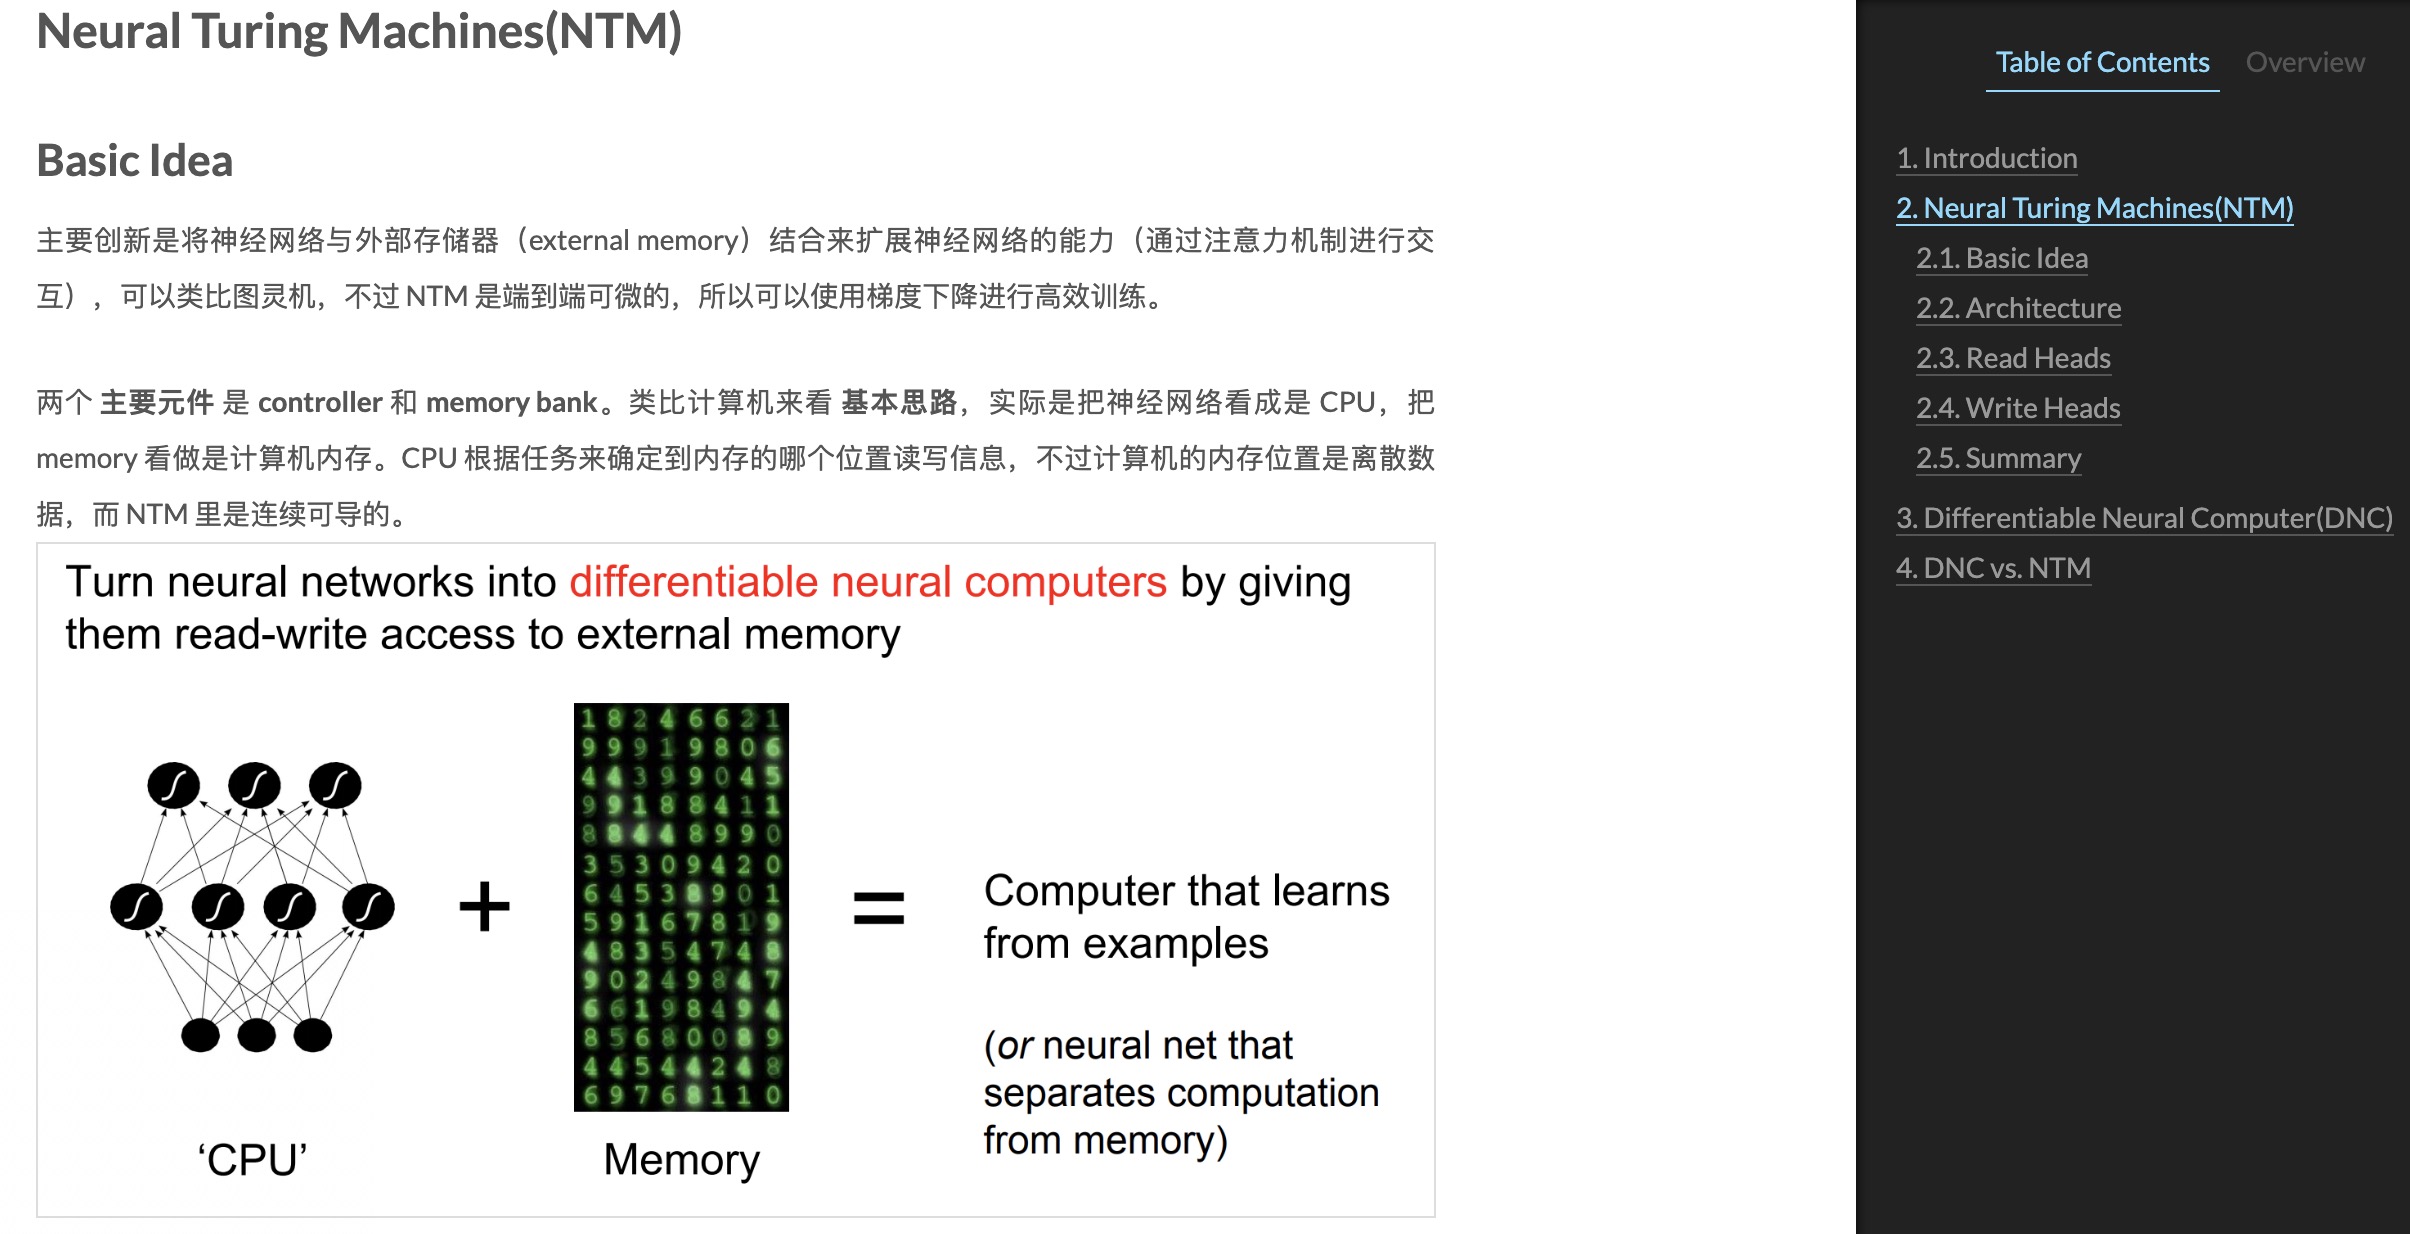 Neural Turing Machines(NTM)
Basic Idea
主要创新是将神经网络与外部存储器（external memory）结合来扩展神经网络的能力（通过注意力机制进行交
互），可以类比图灵机，不过 NTM 是端到端可微的，所以可以使用梯度下降进行高效训练。
两个 主要元件 是 controller 和 memory bank。类比计算机来看 基本思路，实际是把神经网络看成是 CPU，把
memory 看做是计算机内存。CPU 根据任务来确定到内存的哪个位置读写信息，不过计算机的内存位置是离散数
据，而 NTM 里是连续可导的。
Turn neural networks into differentiable neural computers by giving
them read-write access to external memory
1 8 2 4 6 6 2 1
9 9 9 1 9 8 0 6
4 4 3 9 9 0 4 5
9 9 1 8 8 4 1 1
8 8 4 4 8 9 9 0
3 5 3 0 9 4 2 0
6 4 5 3 8 9 0 1
5 9 1 6 7 8 1 9
4 8 3 5 4 7 4 8
9 0 2 4 9 8 4 7
6 6 1 9 8 4 9 4
8 5 6 8 0 0 8 9
4 4 5 4 4 2 4 8
6 9 7 6 8 1 1 0
+
=
Computer that learns
from examples
(or neural net that
separates computation
from memory)
‘CPU’
Memory
Table of Contents
Overview
1. Introduction
2. Neural Turing Machines(NTM)
2.1. Basic Idea
2.2. Architecture
2.3. Read Heads
2.4. Write Heads
2.5. Summary
3. Differentiable Neural Computer(DNC)
4. DNC vs. NTM